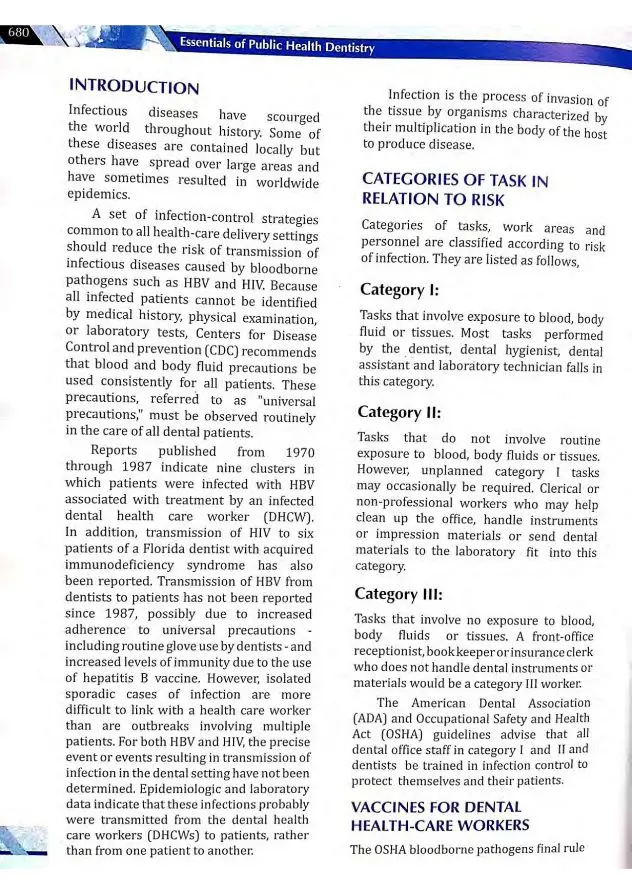 680
Essentials of Public Health Dentistry
INTRODUCTION
Infectious diseases have scourged
the world throughout history. Some of
these diseases are contained locally but
others have spread over large areas and
have sometimes resulted in worldwide
epidemics.
A set of infection-control strategies
common to all health-care delivery settings
should reduce the risk of transmission of
infectious diseases caused by bloodborne
pathogens such as HBV and HIV. Because
all infected patients cannot be identified
by medical history, physical examination,
or laboratory tests, Centers for Disease
Control and prevention (CDC) recommends
that blood and body fluid precautions be
used consistently for all patients. These
precautions, referred to as "universal
precautions," must be observed routinely
in the care of all dental patients.
Reports published from 1970
through 1987 indicate nine clusters in
which patients were infected with HBV
associated with treatment by an infected
dental health care worker (DHCW).
In addition, transmission of HIV to six
patients of a Florida dentist with acquired
immunodeficiency syndrome has also
been reported. Transmission of HBV from
dentists to patients has not been reported
since 1987, possibly due to increased
adherence to universal precautions -
including routine glove use by dentists - and
increased levels of immunity due to the use
of hepatitis B vaccine. However, isolated
sporadic cases of infection are more
difficult to link with a health care worker
than are outbreaks involving multiple
patients. For both HBV and HIV, the precise
event or events resulting in transmission of
infection in the dental setting have not been
determined. Epidemiologic and laboratory
data indicate that these infections probably
were transmitted from the dental health
care workers (DHCWs) to patients, rather
than from one patient to another.
Infection is the process of invasion of
the tissue by organisms characterized by
their multiplication in the body of the host
to produce disease.
CATEGORIES OF TASK IN
RELATION TO RISK
Categories of tasks, work areas and
personnel are classified according to risk
of infection. They are listed as follows,
Category I:
Tasks that involve exposure to blood, body
fluid or tissues. Most tasks performed
by the dentist, dental hygienist, dental
assistant and laboratory technician falls in
this category.
Category II:
Tasks that do not involve routine
exposure to blood, body fluids or tissues.
However, unplanned category I tasks
may occasionally be required. Clerical or
non-professional workers who may help
clean up the office, handle instruments
or impression materials or send dental
materials to the laboratory fit into this
category.
Category III:
Tasks that involve no exposure to blood,
body fluids or tissues. A front-office
receptionist, book keeper or insurance clerk
who does not handle dental instruments or
materials would be a category III worker.
The American Dental Association
(ADA) and Occupational Safety and Health
Act (OSHA) guidelines advise that all
dental office staff in category I and II and
dentists be trained in infection control to
protect themselves and their patients.
VACCINES FOR DENTAL
HEALTH-CARE WORKERS
The OSHA bloodborne pathogens final rule